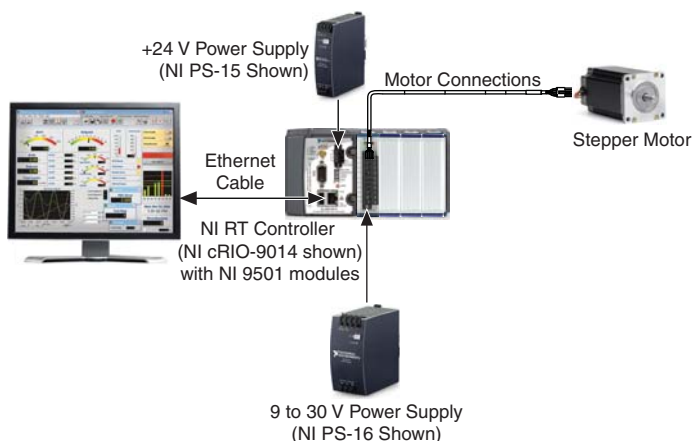 +24 V Power Supply
(NI PS-15 Shown)
Motor Connections
Stepper Motor
Ethernet
Cable
NI RT Controller
(NI cRIO-9014 shown)
with NI 9501 modules
9 to 30 V Power Supply
(NI PS-16 Shown)